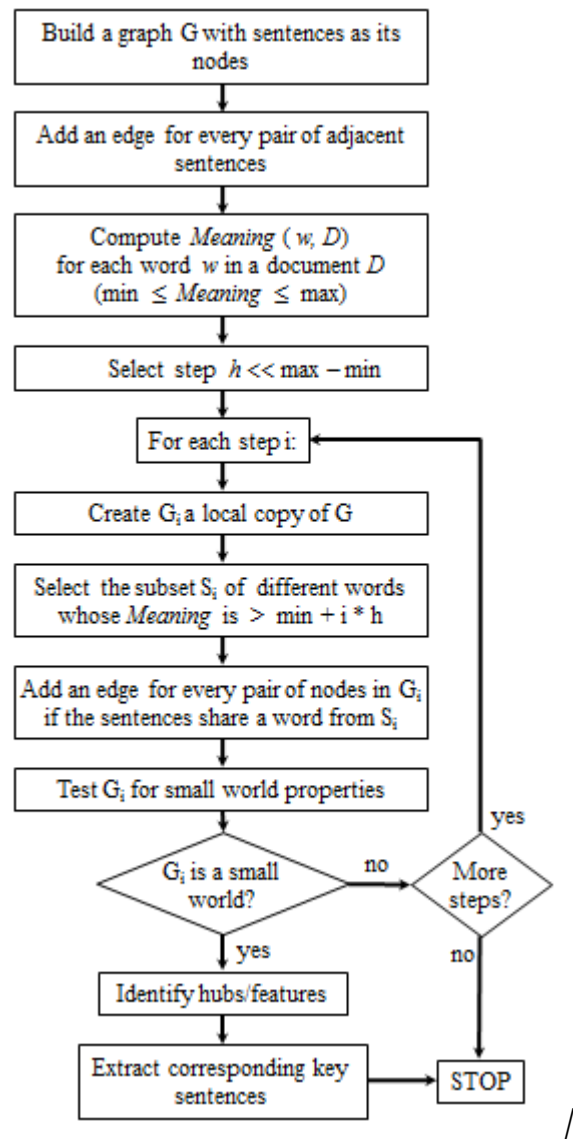 Build a graph G with sentences as its
nodes
Add an edge for every pair of adjacent
sentences
Compute Meaning ( w, D)
for each word w in a document D
(min ≤ Meaning ≤ max)
Select step h << max − min
For each step i:
Create Gᵢ a local copy of G
Select the subset Sᵢ of different words
whose Meaning is > min + i * h
Add an edge for every pair of nodes in Gᵢ
if the sentences share a word from Sᵢ
Test Gᵢ for small world properties
yes
Gᵢ is a small
world?
no
More
steps?
yes
no
Identify hubs/features
Extract corresponding key
sentences
STOP